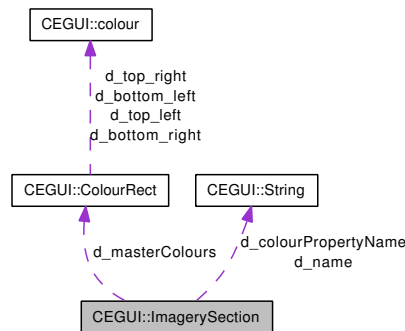 CEGUI::colour
d_top_right
d_bottom_left
d_top_left
d_bottom_right
CEGUI::ColourRect
CEGUI::String
d_masterColours
d_colourPropertyName
d_name
CEGUI::ImagerySection